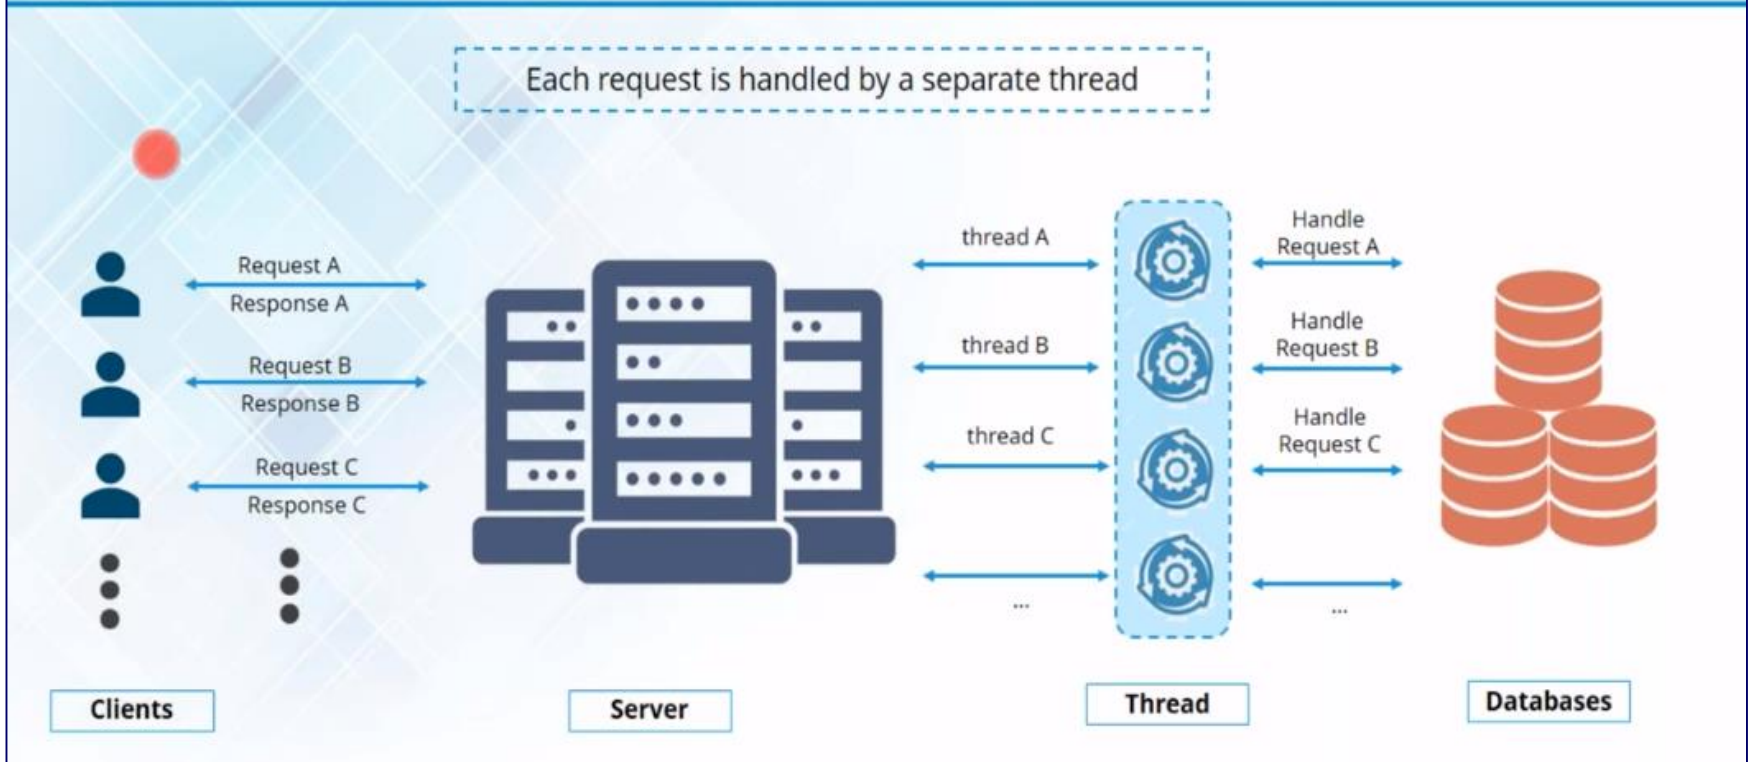 Each request is handled by a separate thread
Request A
Response A
Request B
Response B
Request C
Response C
thread A
thread B
thread C
...
Handle
Request A
Handle
Request B
Handle
Request C
...
Clients
Server
Thread
Databases